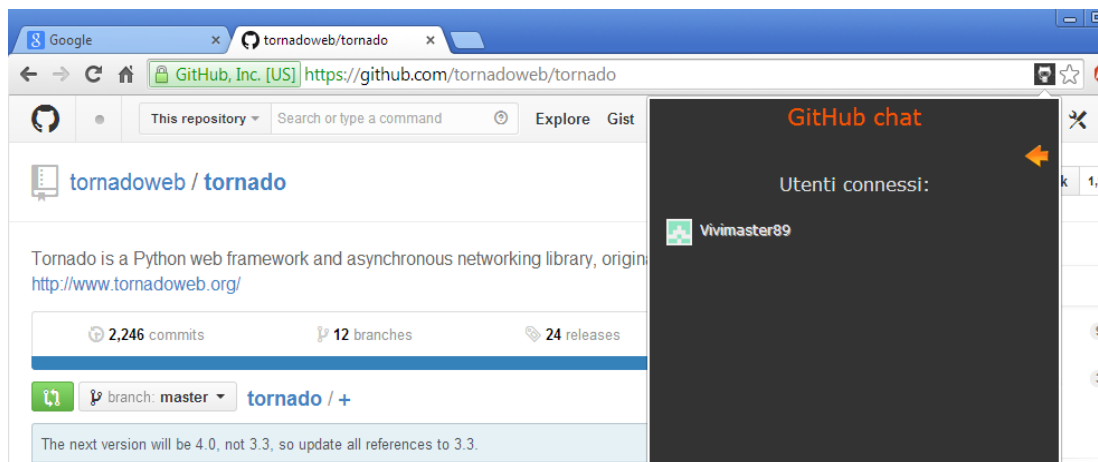 Google
tornadoweb/tornado
GitHub, Inc. [US] https://github.com/tornadoweb/tornado
This repository Search or type a command Explore Gist
GitHub chat
tornadoweb / tornado
Utenti connessi:
k 1,
Vivimaster89
Tornado is a Python web framework and asynchronous networking library, origin
http://www.tornadoweb.org/
2,246 commits 12 branches 24 releases
branch: master tornado / +
The next version will be 4.0, not 3.3, so update all references to 3.3.